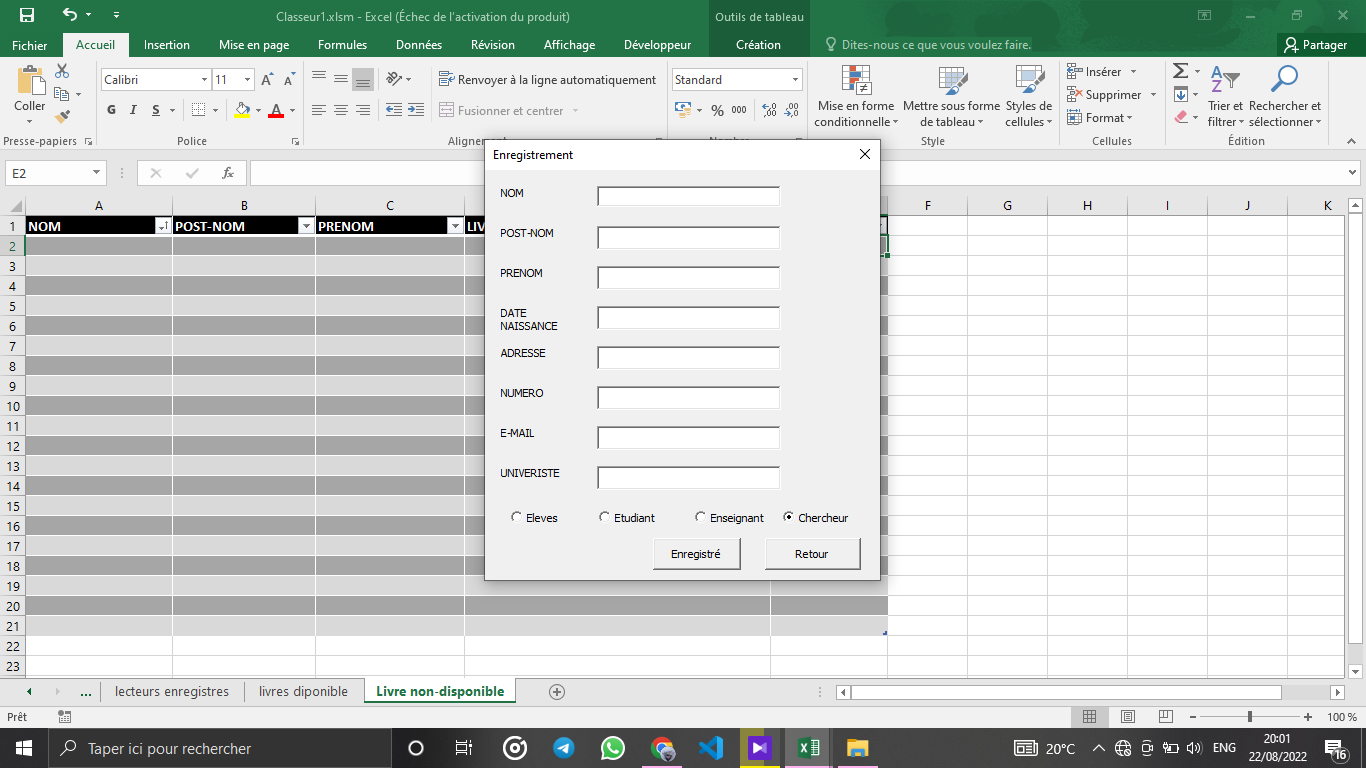 Classeur1.xlsm - Excel (Échec de l'activation du produit)
Outils de tableau
Fichier Accueil Insertion Mise en page Formules Données Révision Affichage Développeur Création Dites-nous ce que vous voulez faire. Partager
Coller
Calibri 11
Renvoyer à la ligne automatiquement
Standard
G I S
Fusionner et centrer
% 000
Mise en forme conditionnelle
Mettre sous forme de tableau
Styles de cellules
Insérer
Supprimer
Format
Trier et filtrer
Rechercher et sélectionner
Presse-papiers Police Style Cellules Édition
E2
fx
A B C F G H I J K
1 NOM POST-NOM PRENOM LIV
2
3
4
5
6
7
8
9
10
11
12
13
14
15
16
17
18
19
20
21
22
23
Enregistrement
NOM
POST-NOM
PRENOM
DATE
NAISSANCE
ADRESSE
NUMERO
E-MAIL
UNIVERISTE
Eleves Etudiant Enseignant Chercheur
Enregistré Retour
... lecteurs enregistres livres diponible Livre non-disponible
Prêt
100 %
Taper ici pour rechercher
20°C
ENG
20:01
22/08/2022
16